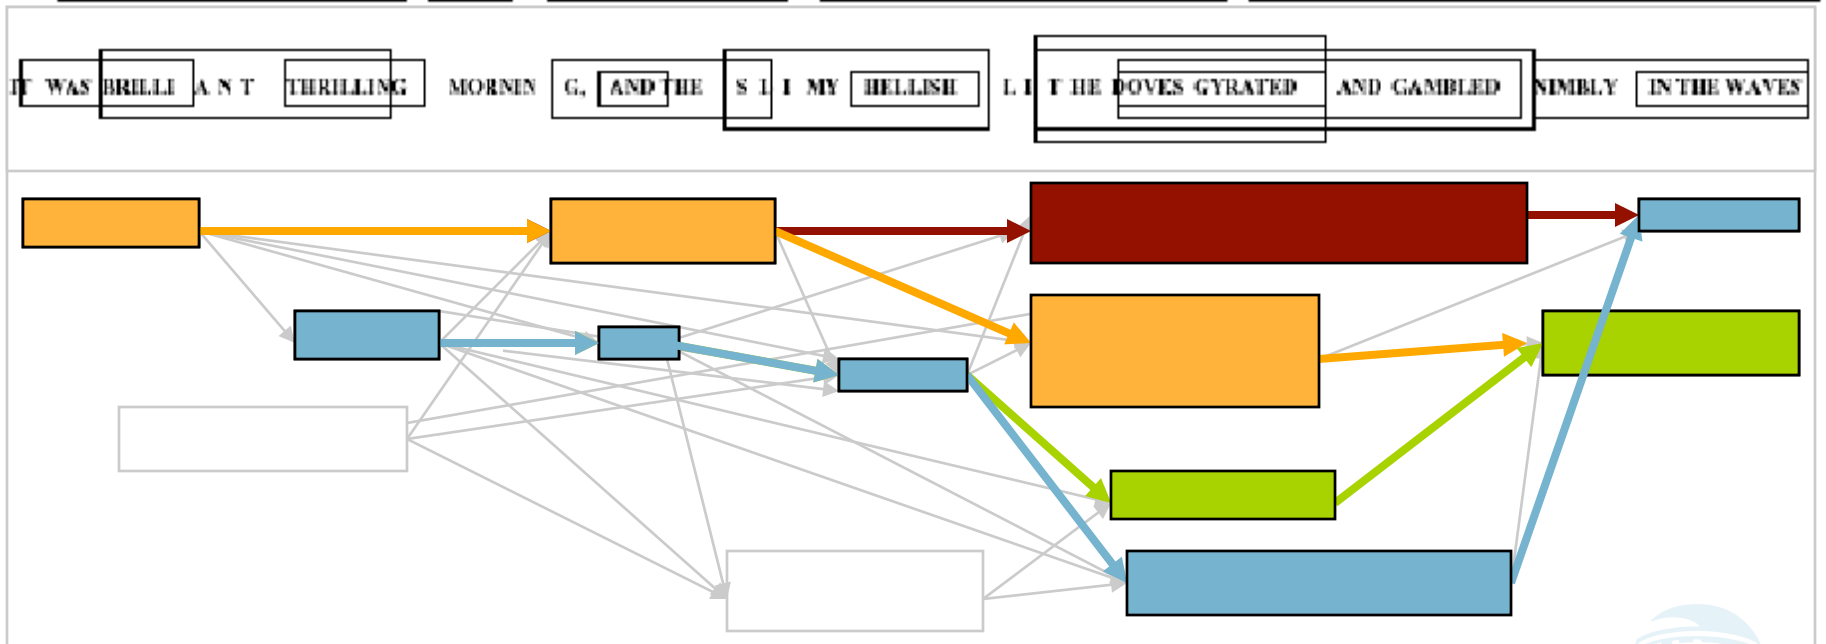 IT WAS BRILLI A N T THRILLING MORNIN G, AND THE S L I MY HELLISH L I T HE DOVES GYRATED AND GAMBLED NIMBLY IN THE WAVES